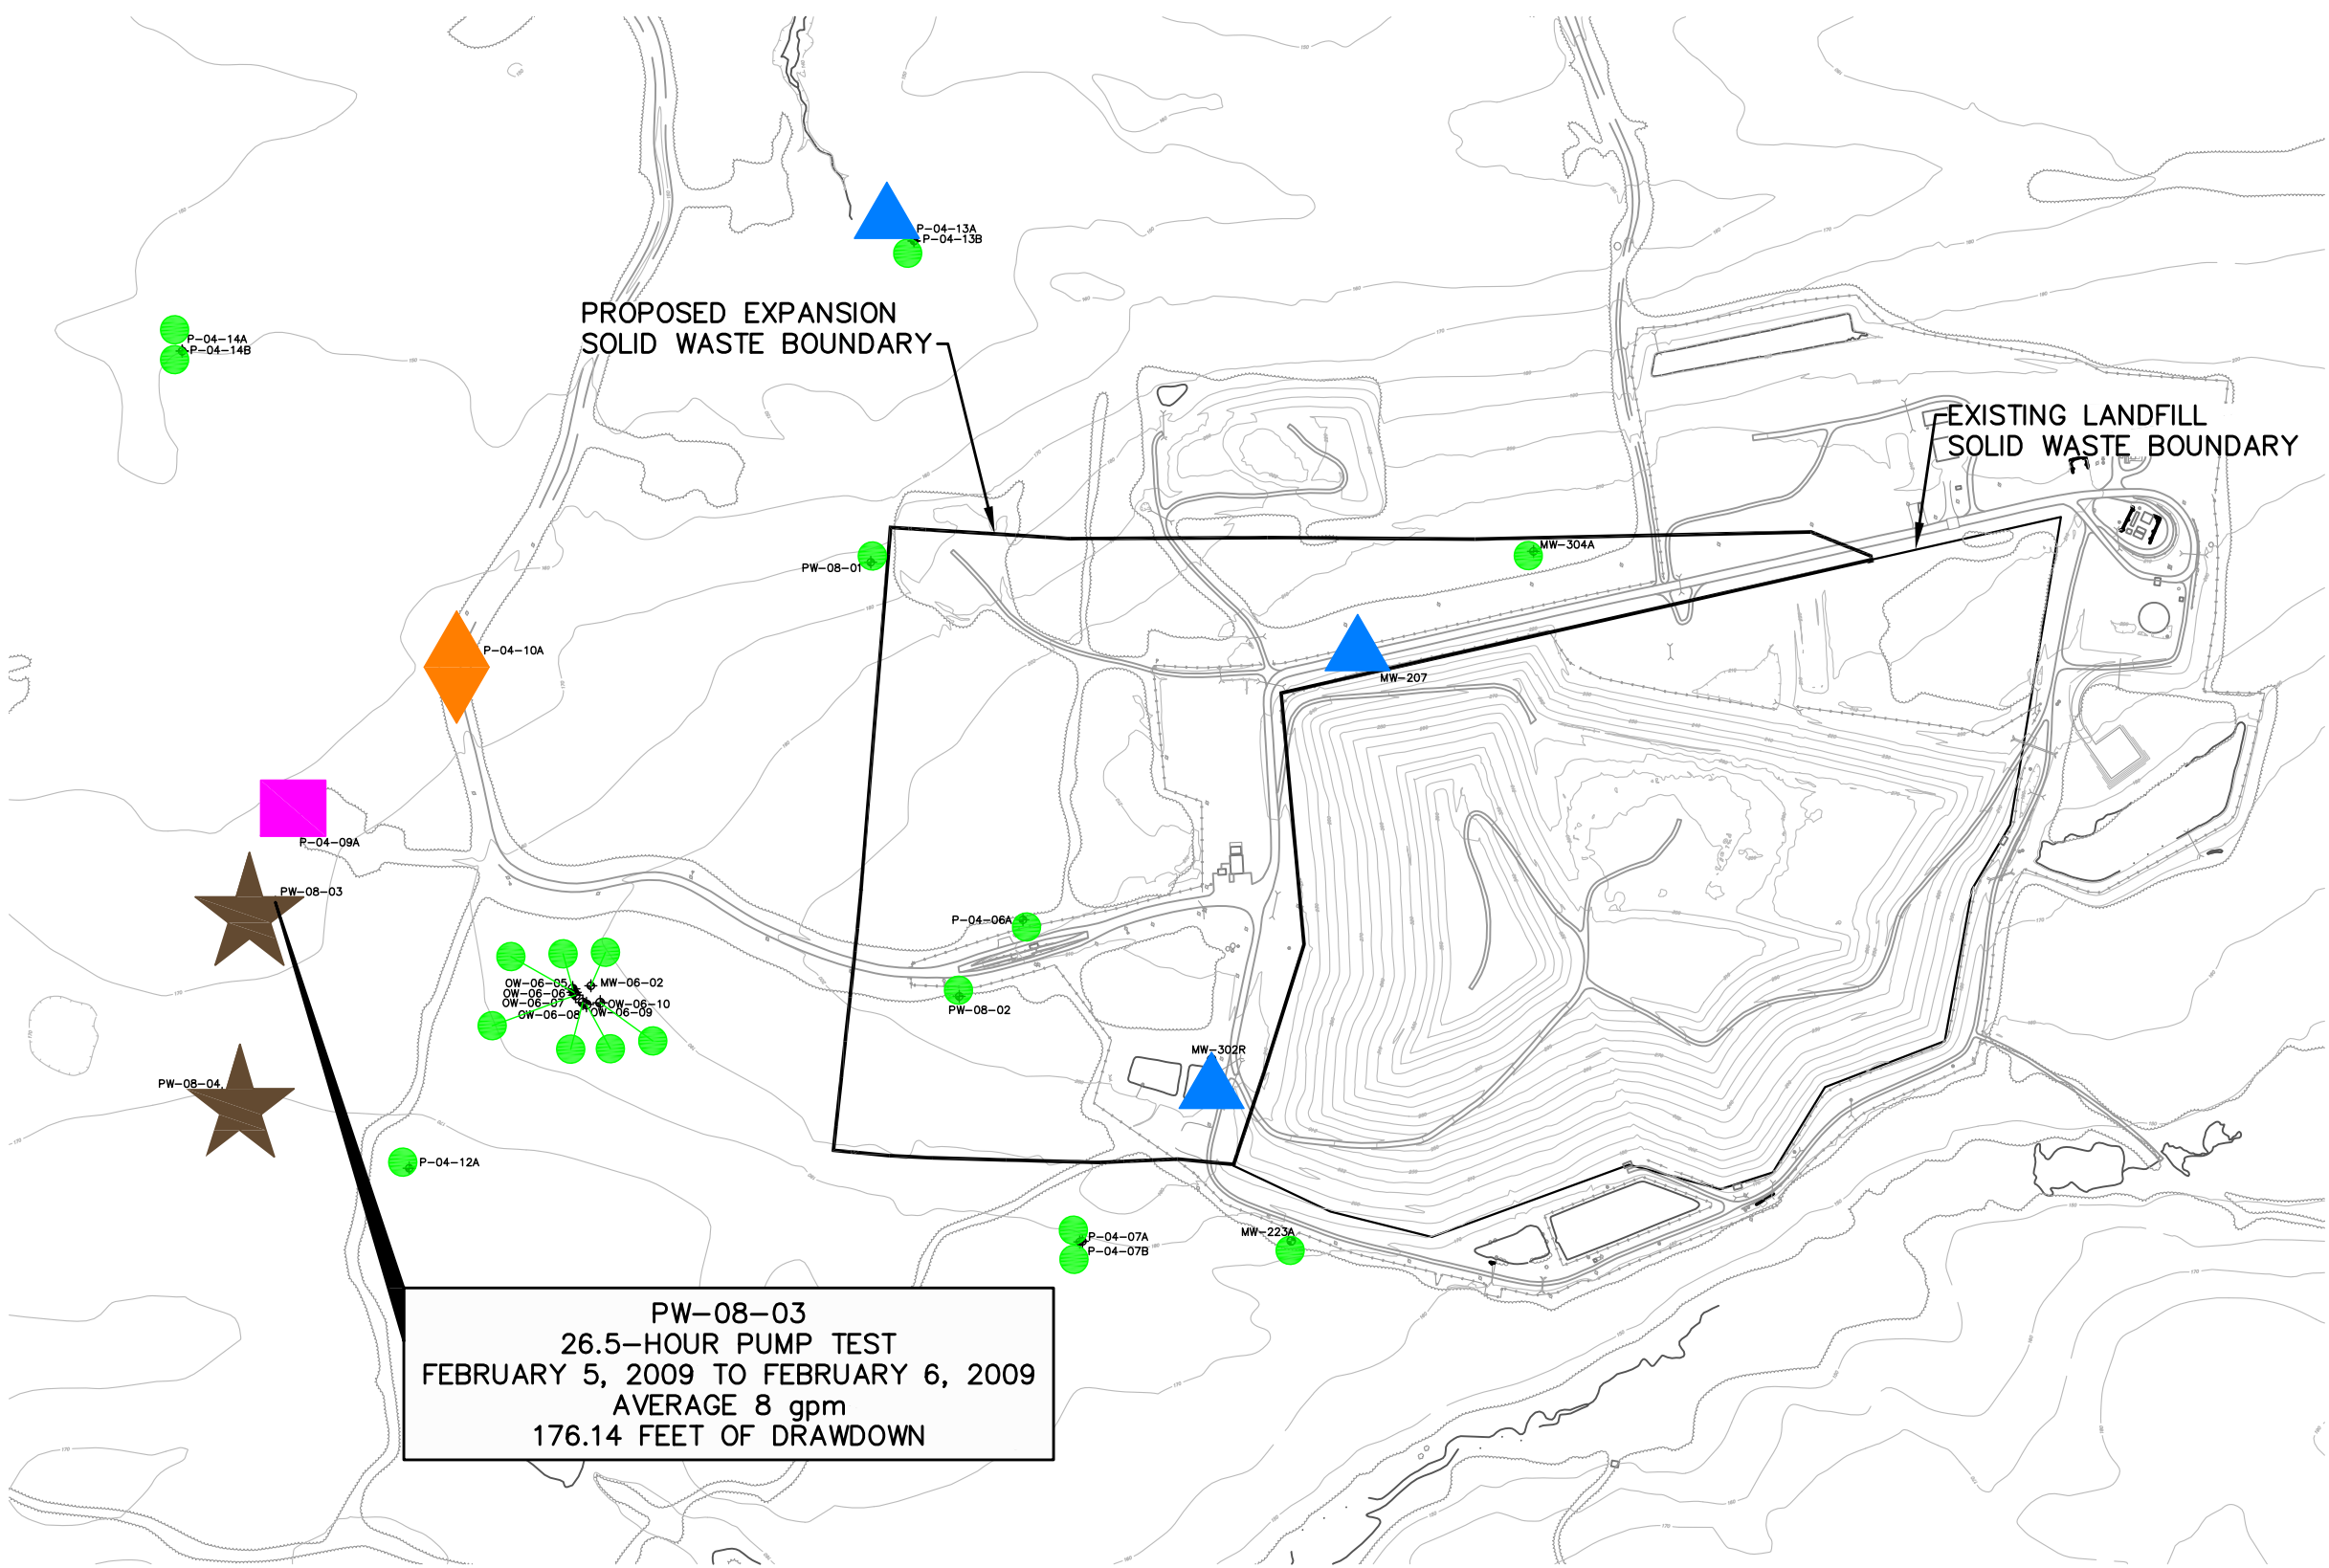 P-04-13A
P-04-13B
PROPOSED EXPANSION
SOLID WASTE BOUNDARY
P-04-14A
P-04-14B
EXISTING LANDFILL
SOLID WASTE BOUNDARY
MW-304A
PW-08-01
P-04-10A
MW-207
P-04-09A
PW-08-03
P-04-06A
OW-06-05
MW-06-02
OW-06-06
OW-06-07
OW-06-10
OW-06-08
OW-06-09
PW-08-02
MW-302R
PW-08-04
P-04-12A
P-04-07A
P-04-07B
MW-223A
PW-08-03
26.5-HOUR PUMP TEST
FEBRUARY 5, 2009 TO FEBRUARY 6, 2009
AVERAGE 8 gpm
176.14 FEET OF DRAWDOWN